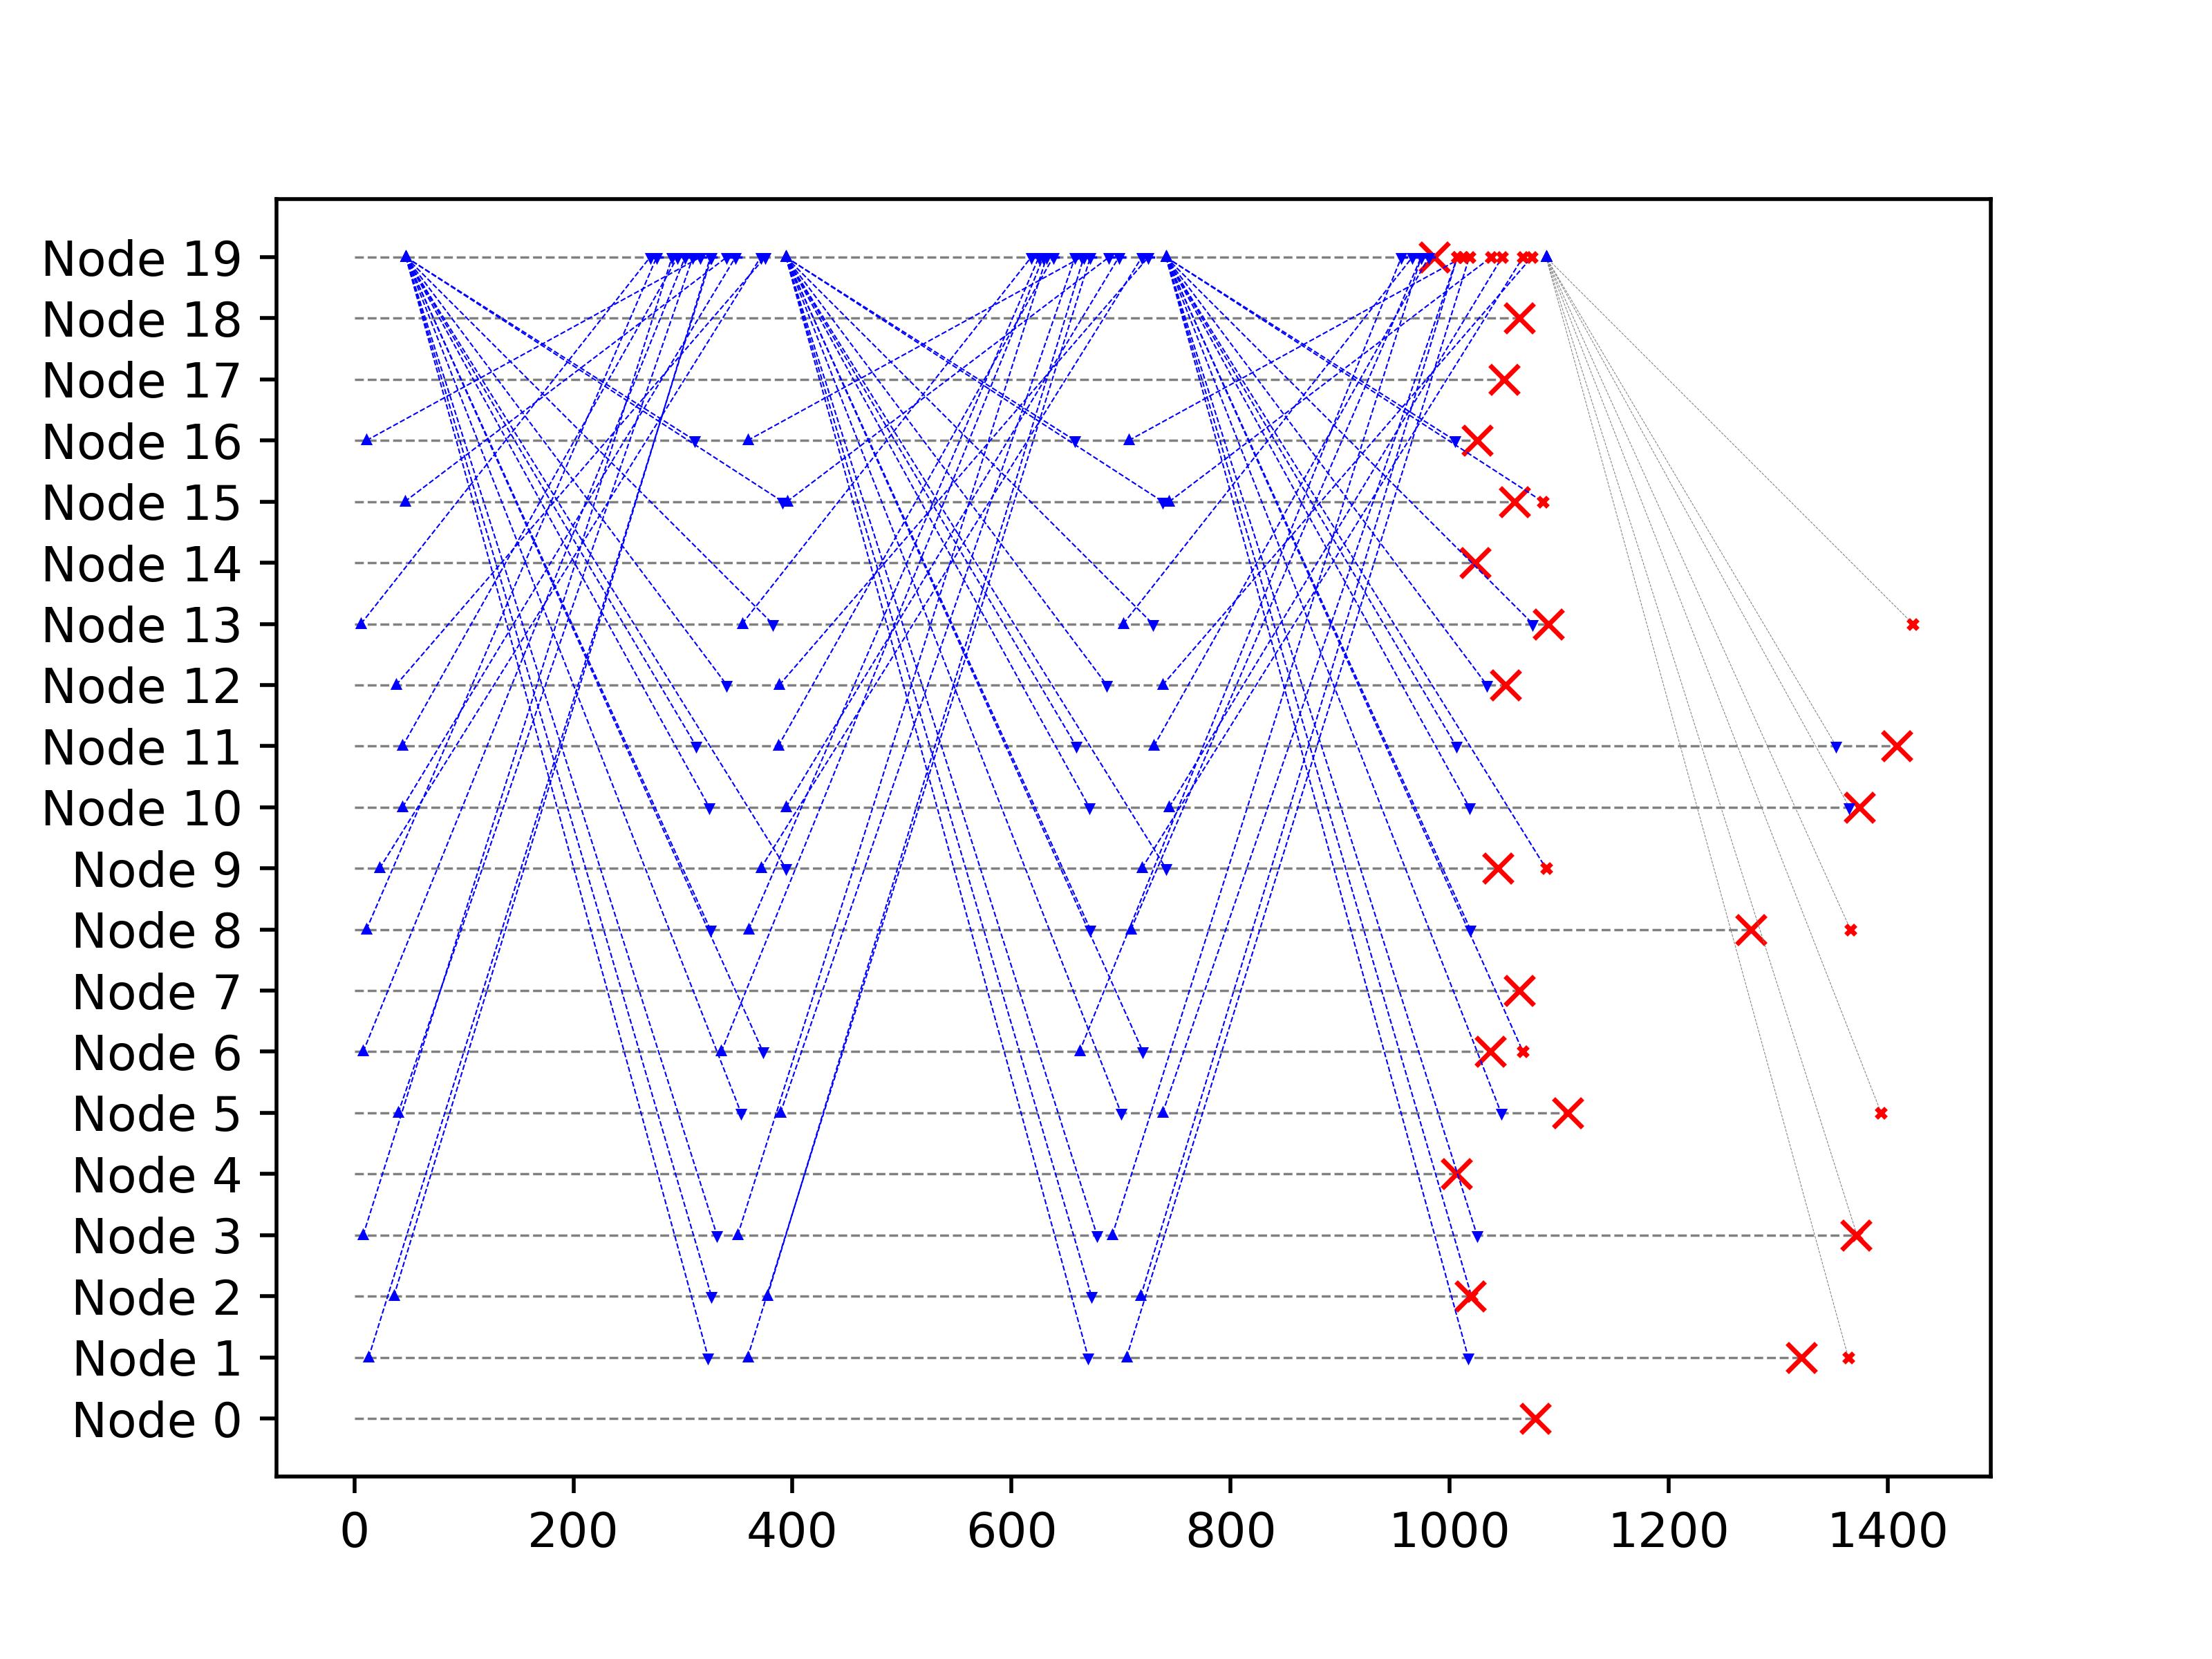 Node 19
Node 18
Node 17
Node 16
Node 15
Node 14
Node 13
Node 12
Node 11
Node 10
Node 9
Node 8
Node 7
Node 6
Node 5
Node 4
Node 3
Node 2
Node 1
Node 0
0 200 400 600 800 1000 1200 1400